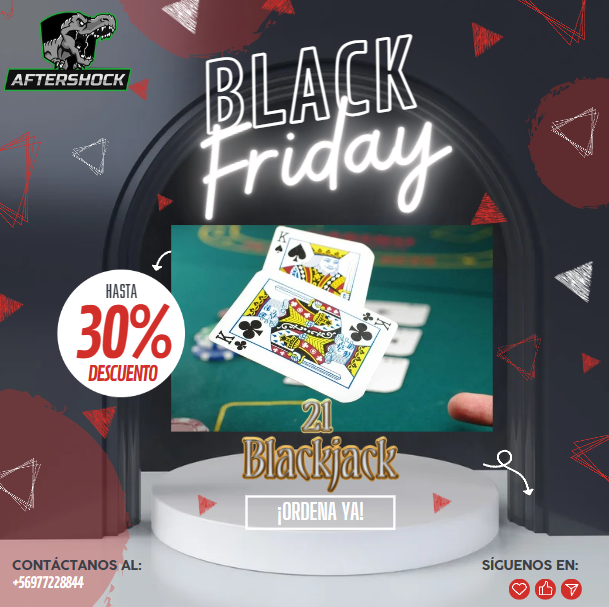 AFTERSHOCK
BLACK
Friday
HASTA
30%
DESCUENTO
K
K
K
21
Blackjack
¡ORDENA YA!
CONTÁCTANOS AL:
+56977228844
SÍGUENOS EN: